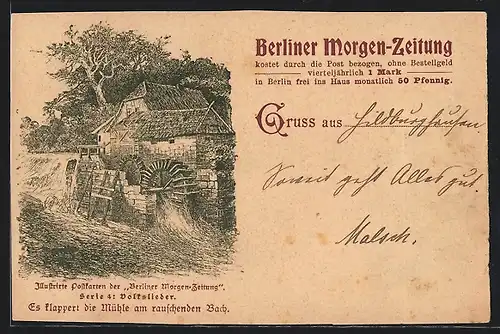 Berliner Morgen-Zeitung
kostet durch die Post bezogen, ohne Bestellgeld
vierteljährlich 1 Mark
in Berlin frei ins Haus monatlich 50 Pfennig.
Gruss aus Hildburghausen
Soweit geht Alles gut.
Malsch.
Illustrirte Postkarten der „Berliner Morgen-Zeitung".
Serie 4: Volkslieder.
Es klappert die Mühle am rauschenden Bach.